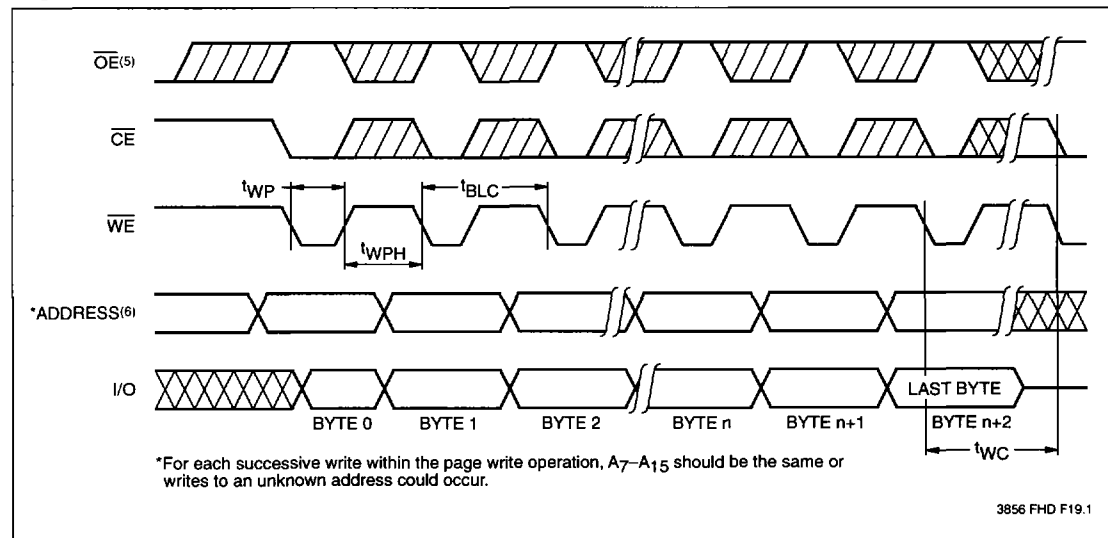 OE(5)
CE
tWP
tBLC
WE
tWPH
*ADDRESS(6)
I/O
LAST BYTE
BYTE 0 BYTE 1 BYTE 2 BYTE n BYTE n+1 BYTE n+2
tWC
*For each successive write within the page write operation, A7–A15 should be the same or
writes to an unknown address could occur.
3856 FHD F19.1